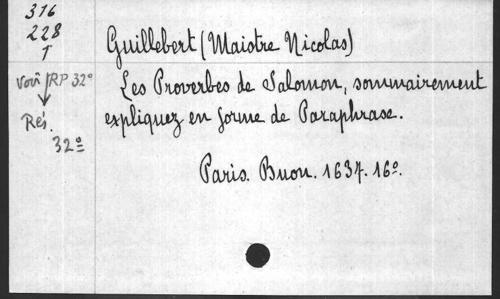 316
228
T
Voir RP 32°
Rés.
32°
Guillebert (Maistre Nicolas)
Les Proverbes de Salomon, sommairement
expliquez en forme de Paraphrase.
Paris. Buon. 1637. 16°.